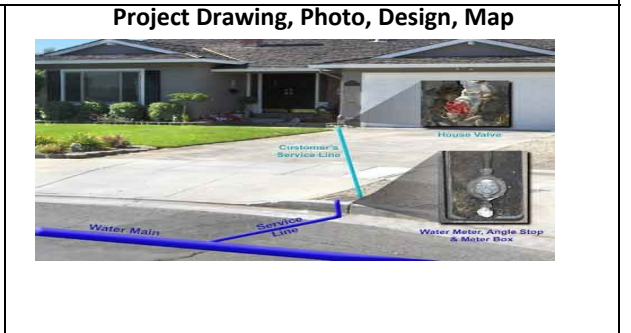 Project Drawing, Photo, Design, Map
House Valve
Customer's
Service Line
Water Meter, Angle Stop
& Meter Box
Service
Line
Water Main